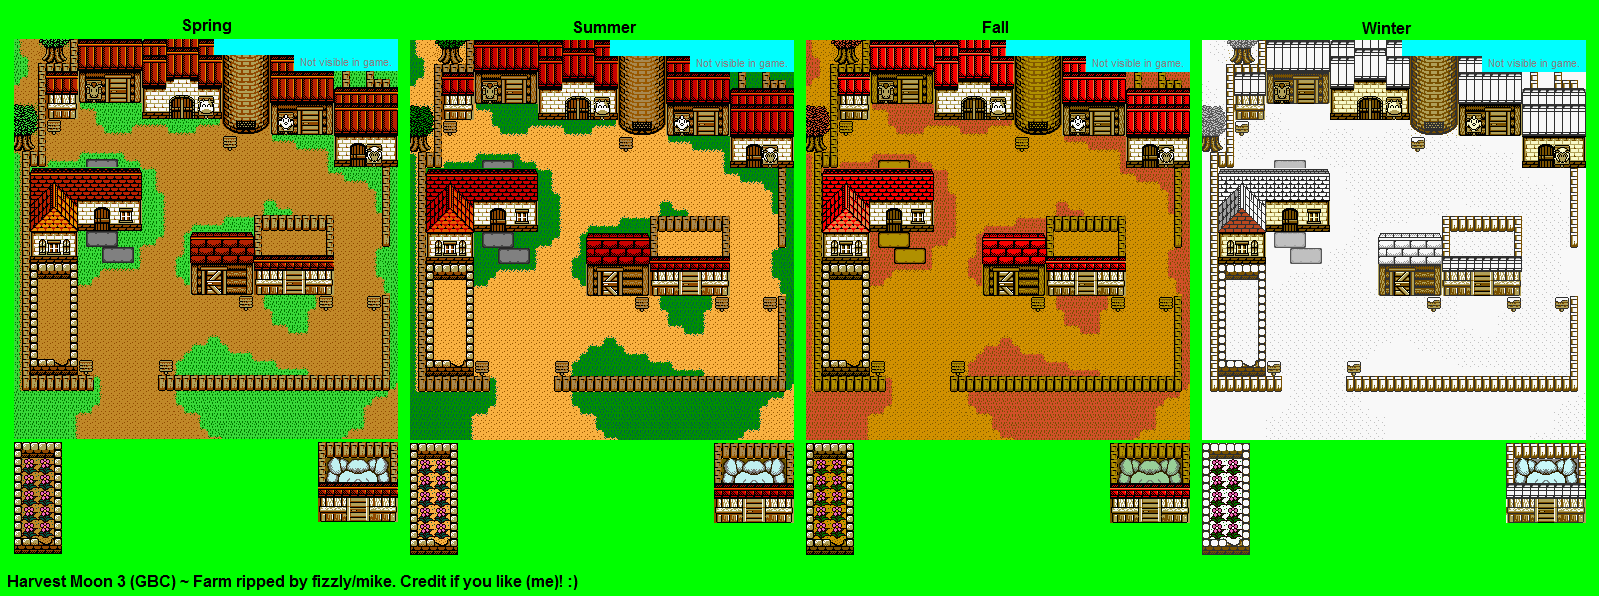 Spring
Summer
Fall
Winter
Not visible in game.
Not visible in game.
Not visible in game.
Not visible in game.
Harvest Moon 3 (GBC) ~ Farm ripped by fizzly/mike. Credit if you like (me)! :)